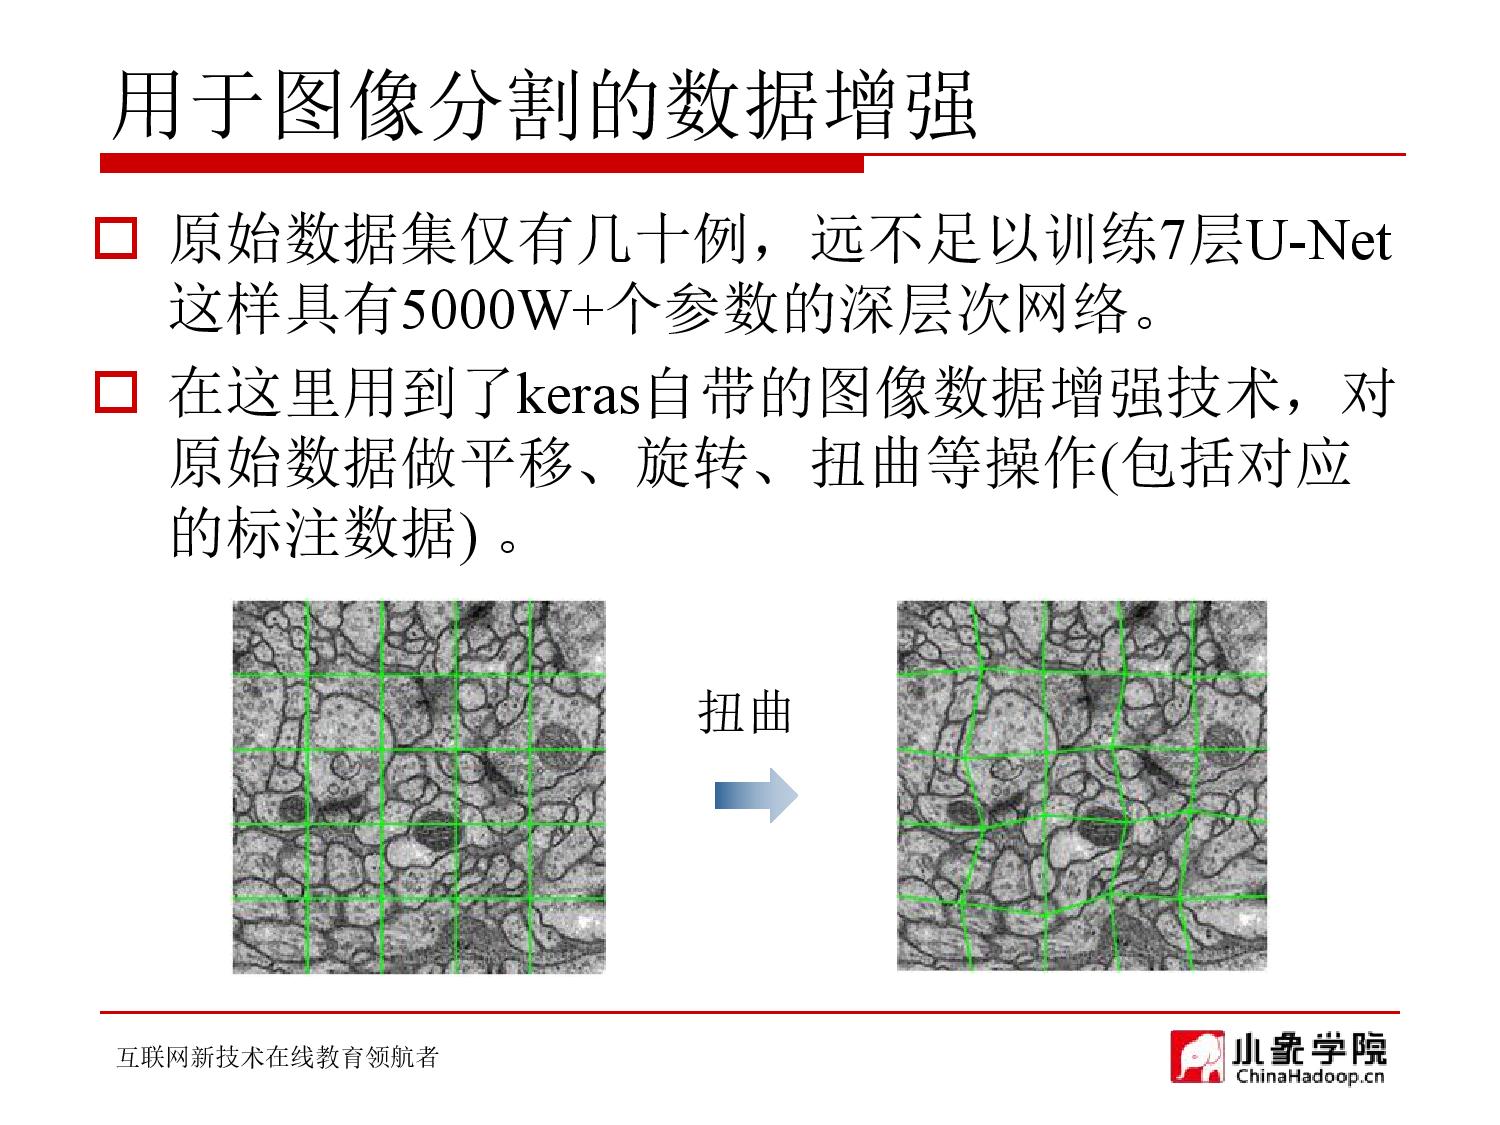 用于图像分割的数据增强
原始数据集仅有几十例，远不足以训练7层U-Net
这样具有5000W+个参数的深层次网络。
在这里用到了keras自带的图像数据增强技术，对
原始数据做平移、旋转、扭曲等操作(包括对应
的标注数据) 。
扭曲
互联网新技术在线教育领航者
小象学院
ChinaHadoop.cn